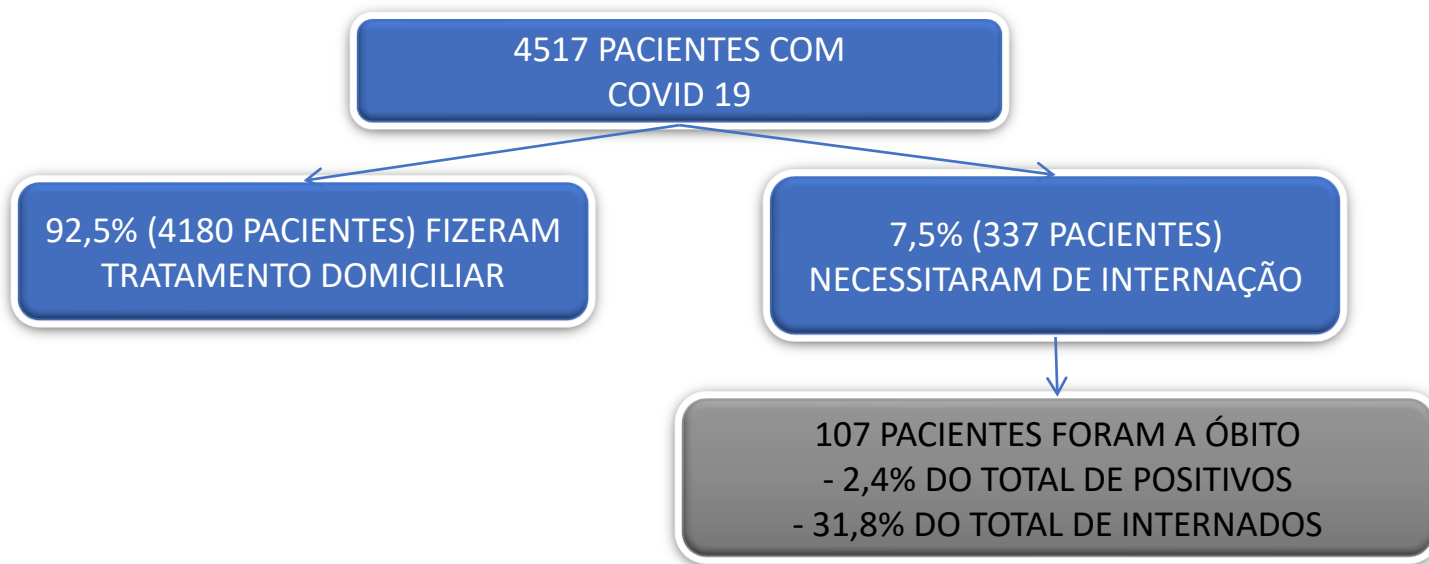 4517 PACIENTES COM
COVID 19
92,5% (4180 PACIENTES) FIZERAM
TRATAMENTO DOMICILIAR
7,5% (337 PACIENTES)
NECESSITARAM DE INTERNAÇÃO
107 PACIENTES FORAM A ÓBITO
- 2,4% DO TOTAL DE POSITIVOS
- 31,8% DO TOTAL DE INTERNADOS